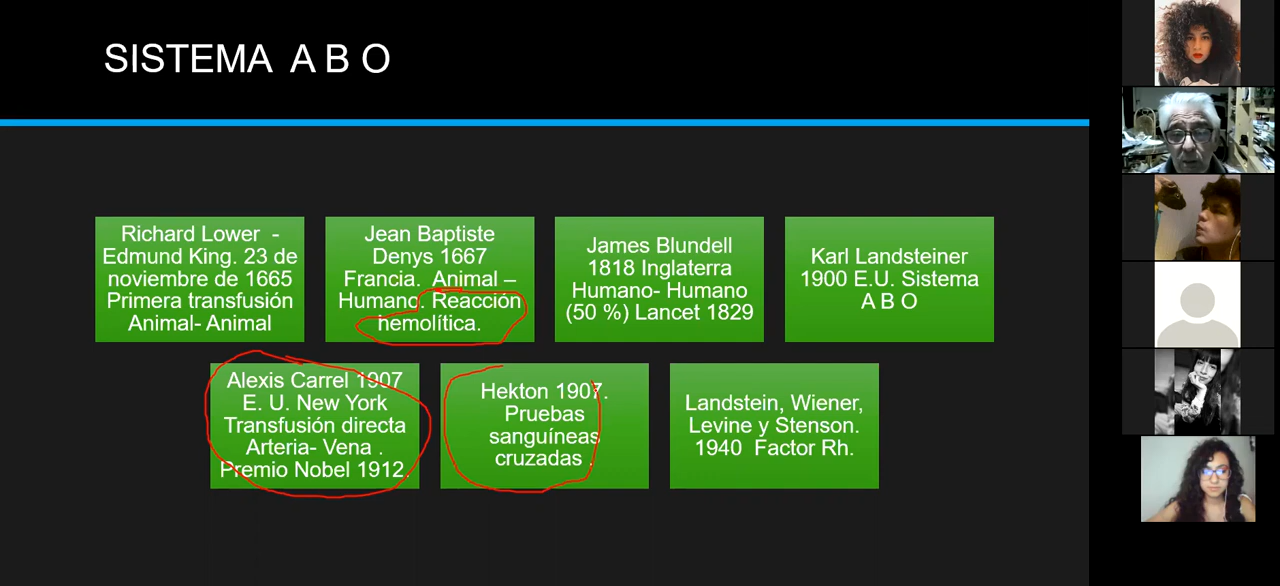 SISTEMA A B O
Richard Lower -
Edmund King. 23 de
noviembre de 1665
Primera transfusión
Animal- Animal
Jean Baptiste
Denys 1667
Francia. Animal –
Humano. Reacción
hemolítica.
James Blundell
1818 Inglaterra
Humano- Humano
(50 %) Lancet 1829
Karl Landsteiner
1900 E.U. Sistema
A B O
Alexis Carrel 1907
E. U. New York
Transfusión directa
Arteria- Vena .
Premio Nobel 1912.
Hekton 1907.
Pruebas
sanguíneas
cruzadas .
Landstein, Wiener,
Levine y Stenson.
1940 Factor Rh.